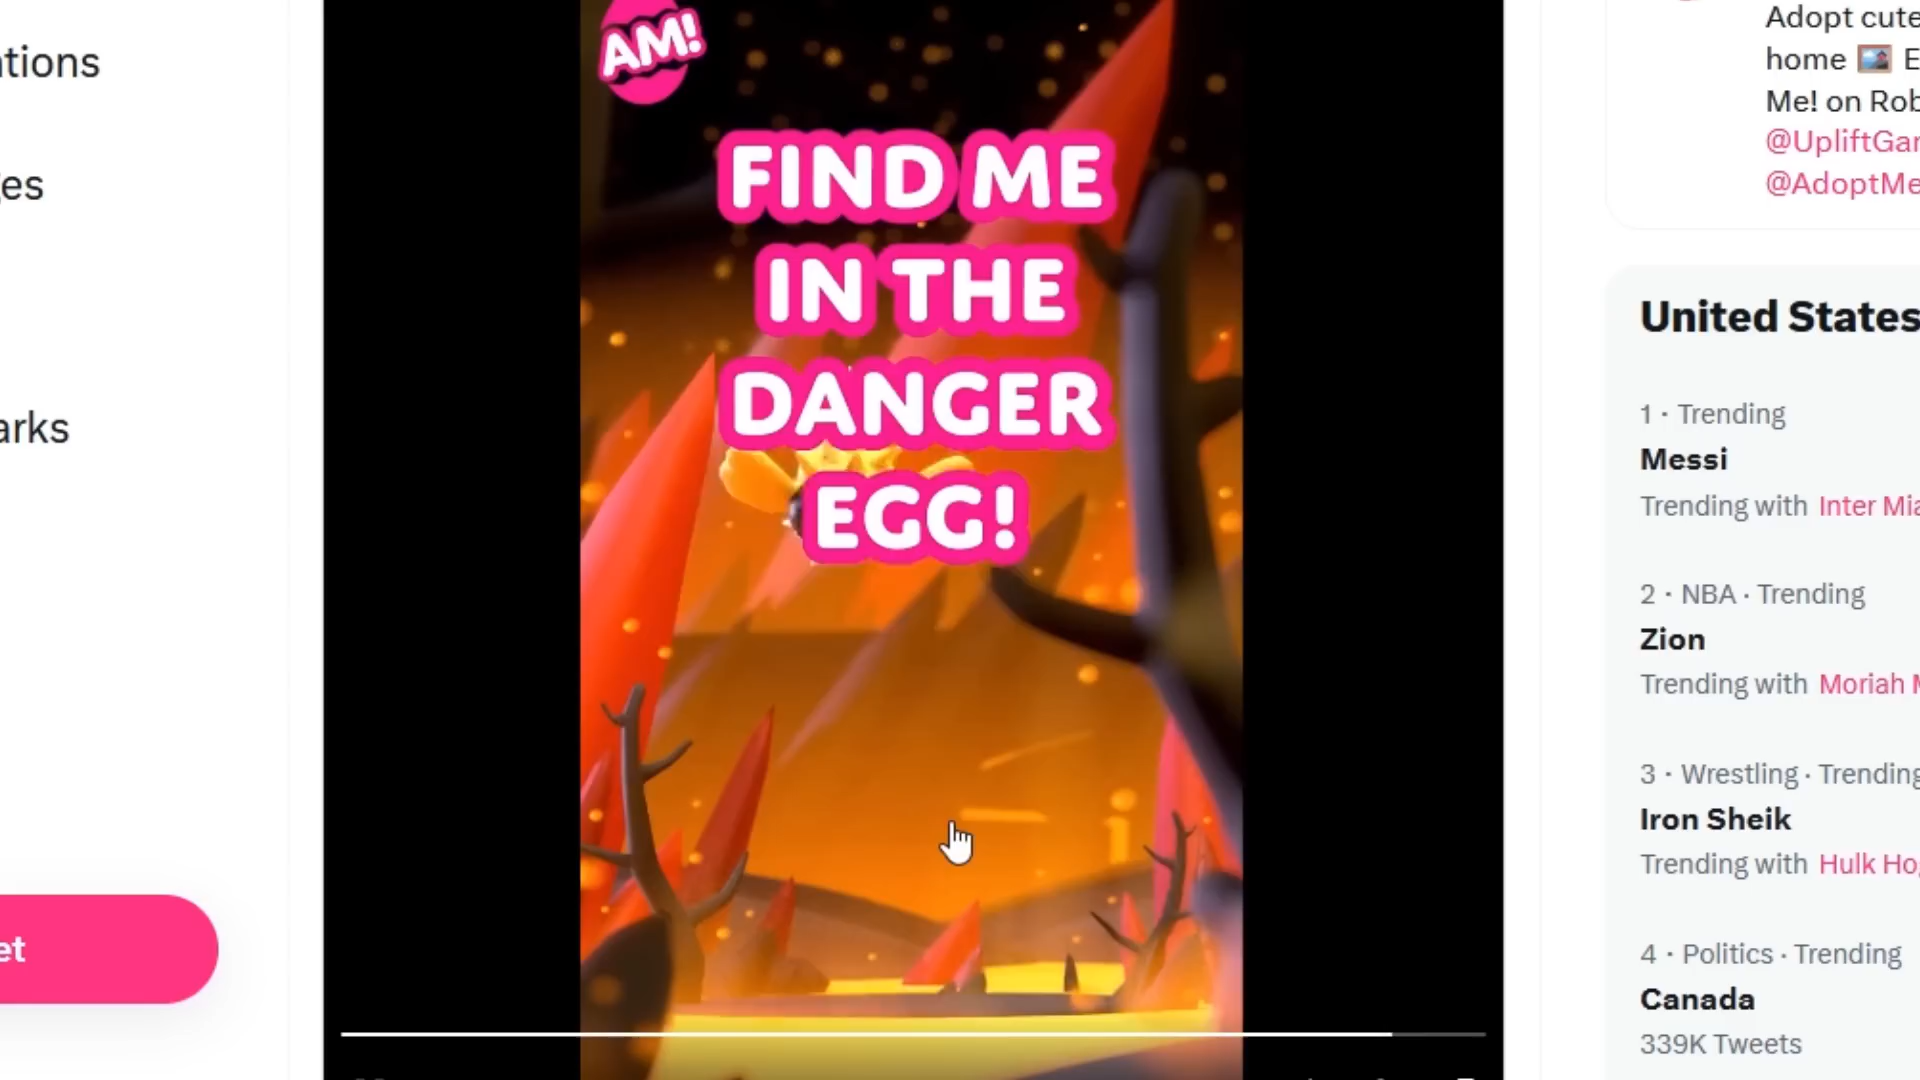 ations
ges
arks
et
AM!
FIND ME
IN THE
DANGER
EGG!
Adopt cute
home E
Me! on Rob
@UpliftGar
@AdoptMe
United States
1 · Trending
Messi
Trending with Inter Mia
2 · NBA · Trending
Zion
Trending with Moriah M
3 · Wrestling · Trending
Iron Sheik
Trending with Hulk Ho
4 · Politics · Trending
Canada
339K Tweets